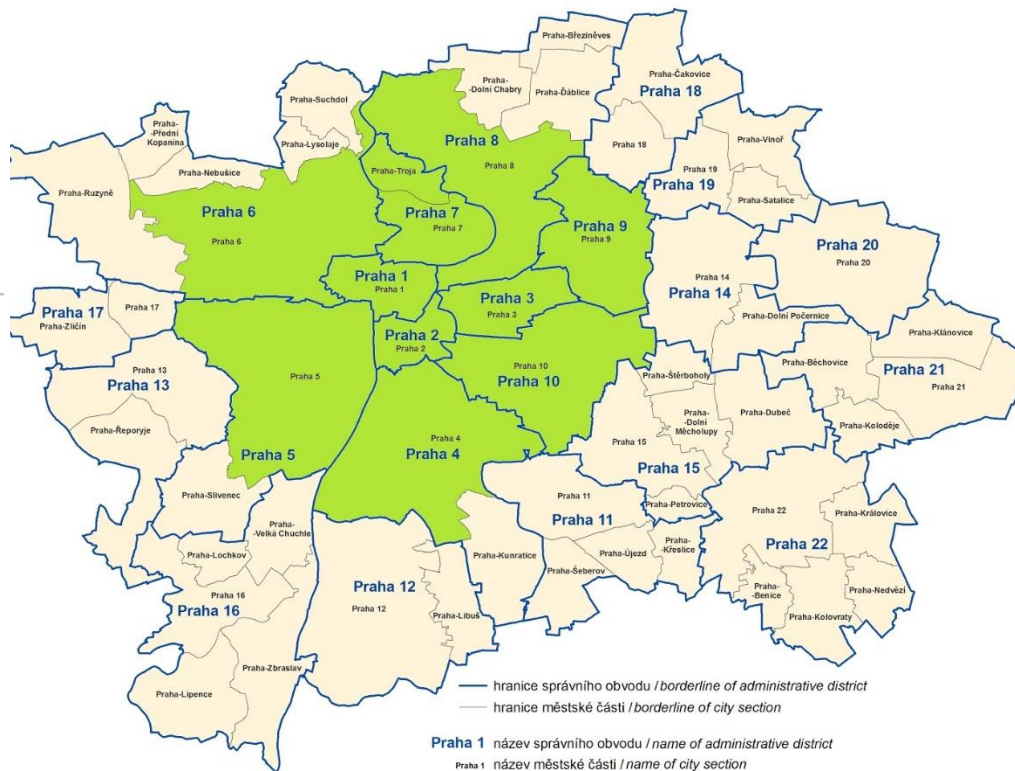 Praha-Březiněves
Praha-
-Dolní Chabry
Praha-
-Ďáblice
Praha-Čakovice
Praha 18
Praha-Suchdol
Praha-Lysolaje
Praha-
-Přední
Kopanina
Praha-Nebušice
Praha-Ruzyně
Praha 8
Praha 8
Praha 18
Praha-Vinoř
Praha-Troja
Praha 19
Praha 19
Praha-Satalice
Praha 6
Praha 6
Praha 7
Praha 7
Praha 9
Praha 9
Praha 20
Praha 20
Praha 1
Praha 1
Praha 3
Praha 3
Praha 14
Praha 14
Praha 17
Praha 17
Praha-Zličín
Praha 2
Praha 2
Praha-Dolní Počernice
Praha-Klánovice
Praha 13
Praha 13
Praha 5
Praha 10
Praha 10
Praha-Běchovice
Praha 21
Praha 21
Praha-Štěrboholy
Praha-
-Dolní
Měcholupy
Praha-Dubeč
Praha-Koloděje
Praha-Řeporyje
Praha 4
Praha 4
Praha 5
Praha 15
Praha 15
Praha-Slivenec
Praha 11
Praha 11
Praha-Petrovice
Praha 22
Praha 22
Praha-Královice
Praha-
-Velká Chuchle
Praha-Lochkov
Praha-Kunratice
Praha-Šeberov
Praha-Újezd
Praha-
-Křeslice
Praha 16
Praha 16
Praha 12
Praha 12
Praha-Libuš
Praha-
-Benice
Praha-Kolovraty
Praha-Nedvězí
Praha-Lipence
Praha-Zbraslav
hranice správního obvodu / borderline of administrative district
hranice městské části / borderline of city section
Praha 1 název správního obvodu / name of administrative district
Praha 1 název městské části / name of city section